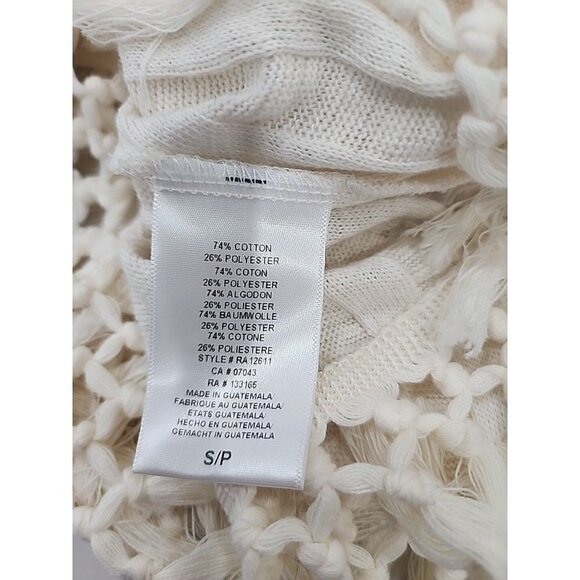 74% COTTON
26% POLYESTER
74% COTON
26% POLYESTER
74% ALGODON
26% POLIESTER
74% BAUMWOLLE
26% POLYESTER
74% COTONE
26% POLIESTERE
STYLE # RA12611
CA # 07043
RA # 133165
MADE IN GUATEMALA
FABRIQUE AU GUATEMALA/
ETATS GUATEMALA
HECHO EN GUATEMALA
GEMACHT IN GUATEMALA
S/P